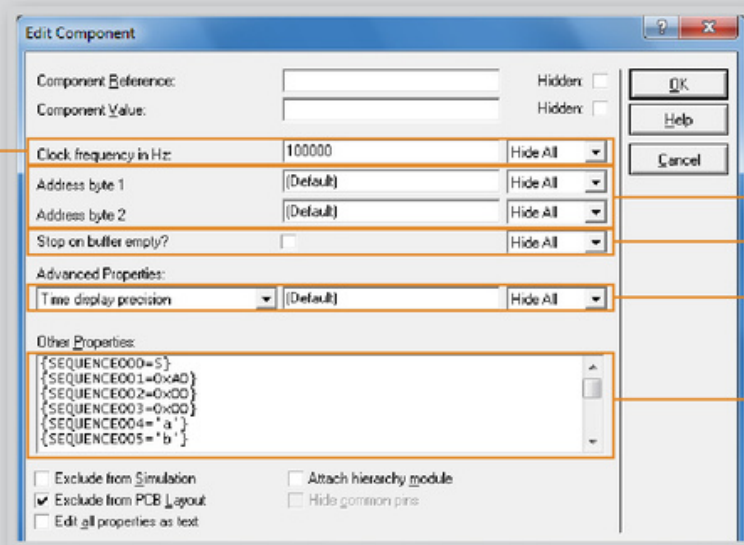 Edit Component
Component Reference: Hidden:
Component Value: Hidden:
OK
Help
Cancel
Clock frequency in Hz: 100000 Hide All
Address byte 1 (Default) Hide All
Address byte 2 (Default) Hide All
Stop on buffer empty? Hide All
Advanced Properties:
Time display precision (Default) Hide All
Other Properties:
{SEQUENCE000=S}
{SEQUENCE001=0xA0}
{SEQUENCE002=0x00}
{SEQUENCE003=0x00}
{SEQUENCE004='a'}
{SEQUENCE005='b'}
Exclude from Simulation Attach hierarchy module
Exclude from PCB Layout Hide common pins
Edit all properties as text